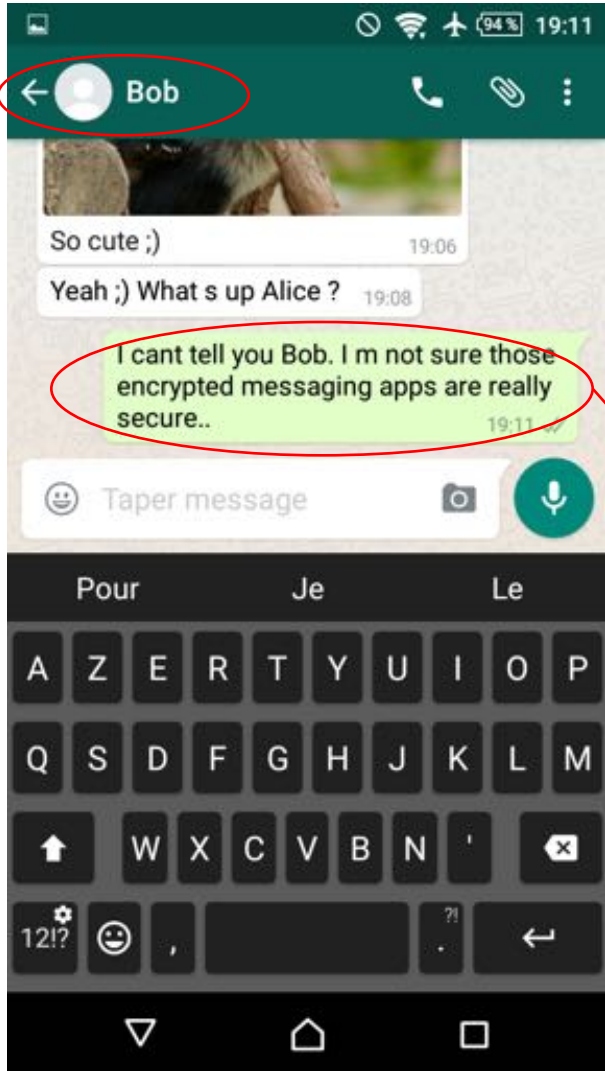 94 % 19:11
Bob
So cute ;) 19:06
Yeah ;) What s up Alice ? 19:08
I cant tell you Bob. I m not sure those
encrypted messaging apps are really
secure..
19:11
Taper message
Pour Je Le
A Z E R T Y U I O P
Q S D F G H J K L M
W X C V B N '
12!? , . ?!